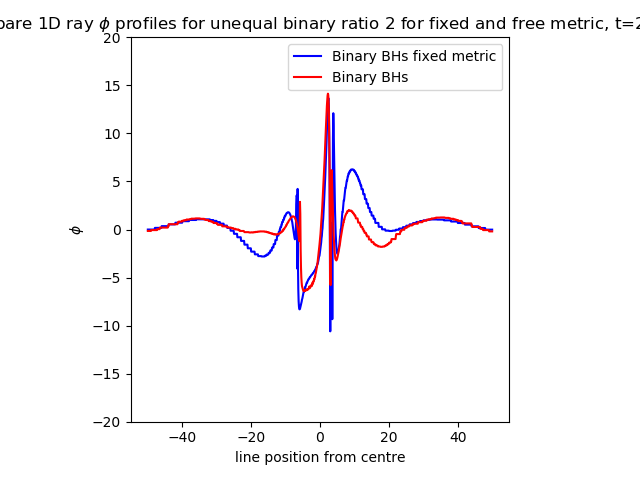 pare 1D ray ϕ profiles for unequal binary ratio 2 for fixed and free metric, t=2
Binary BHs fixed metric
Binary BHs
20
15
10
5
0
−5
−10
−15
−20
ϕ
−40 −20 0 20 40
line position from centre